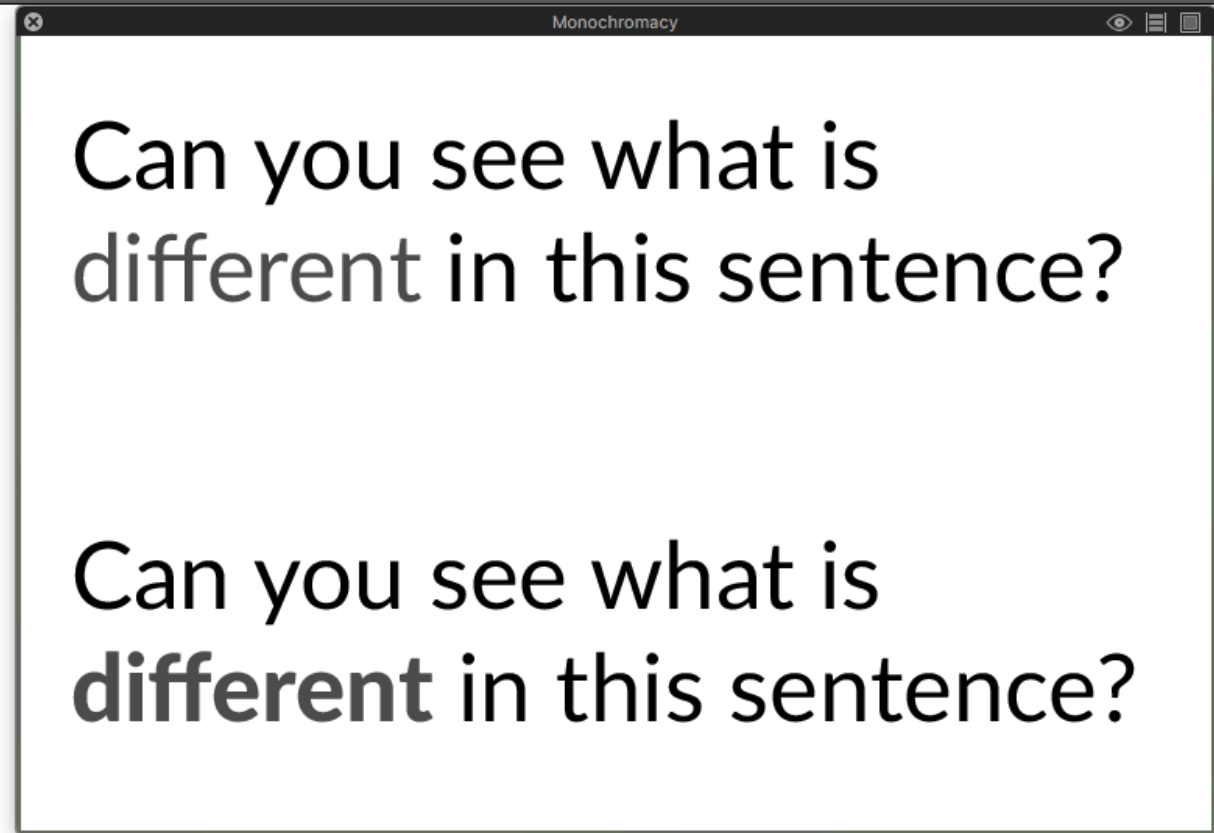 Monochromacy
Can you see what is
different in this sentence?
Can you see what is
different in this sentence?